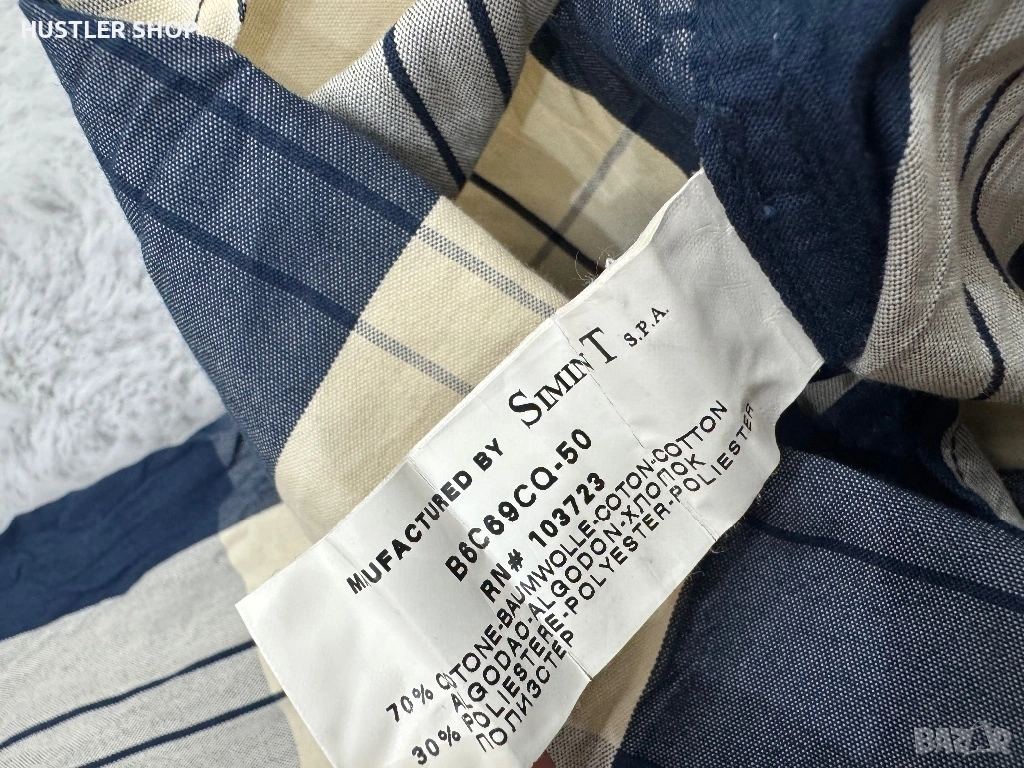 HUSTLER SHOP
MUFACTURED BY SIMINT S.P.A.
B6C69CQ-50
RN# 103723
70% COTONE-BAUMWOLLE-COTON-COTTON
ALGODAO-ALGODON-ХЛОПОК
30% POLIESTERE-POLYESTER-POLIESTER
ПОЛИЭСТЕР
BAZAR